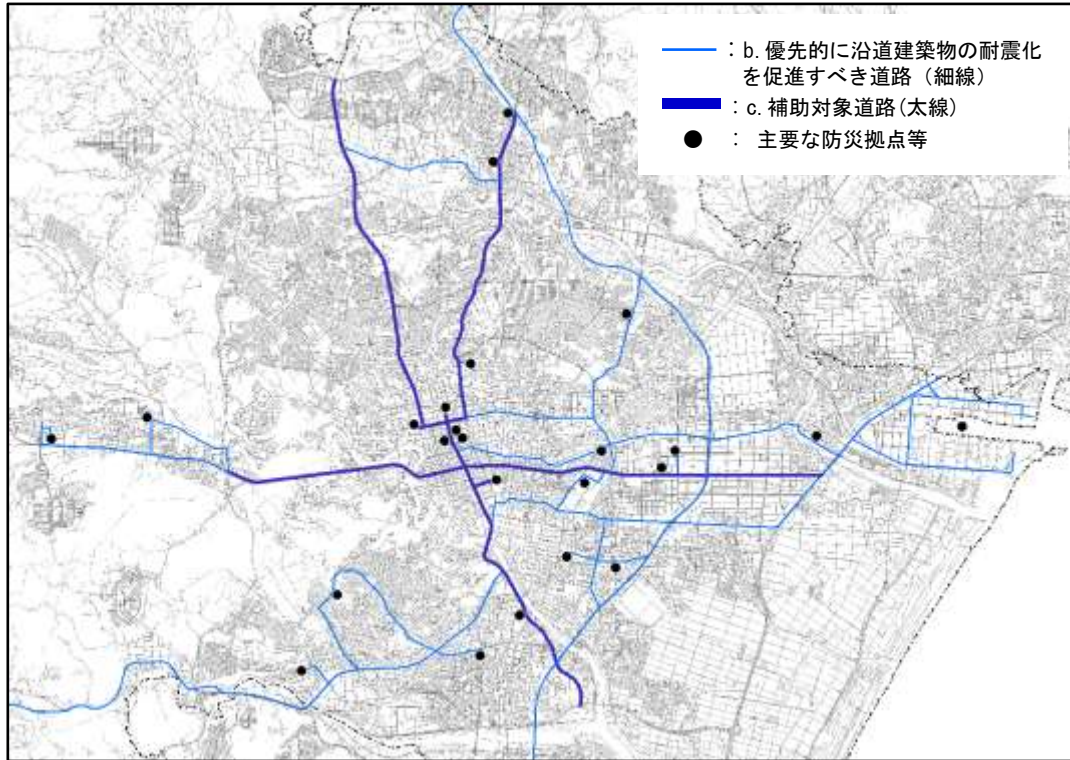 ：b. 優先的に沿道建築物の耐震化
を促進すべき道路（細線）
：c. 補助対象道路(太線)
： 主要な防災拠点等